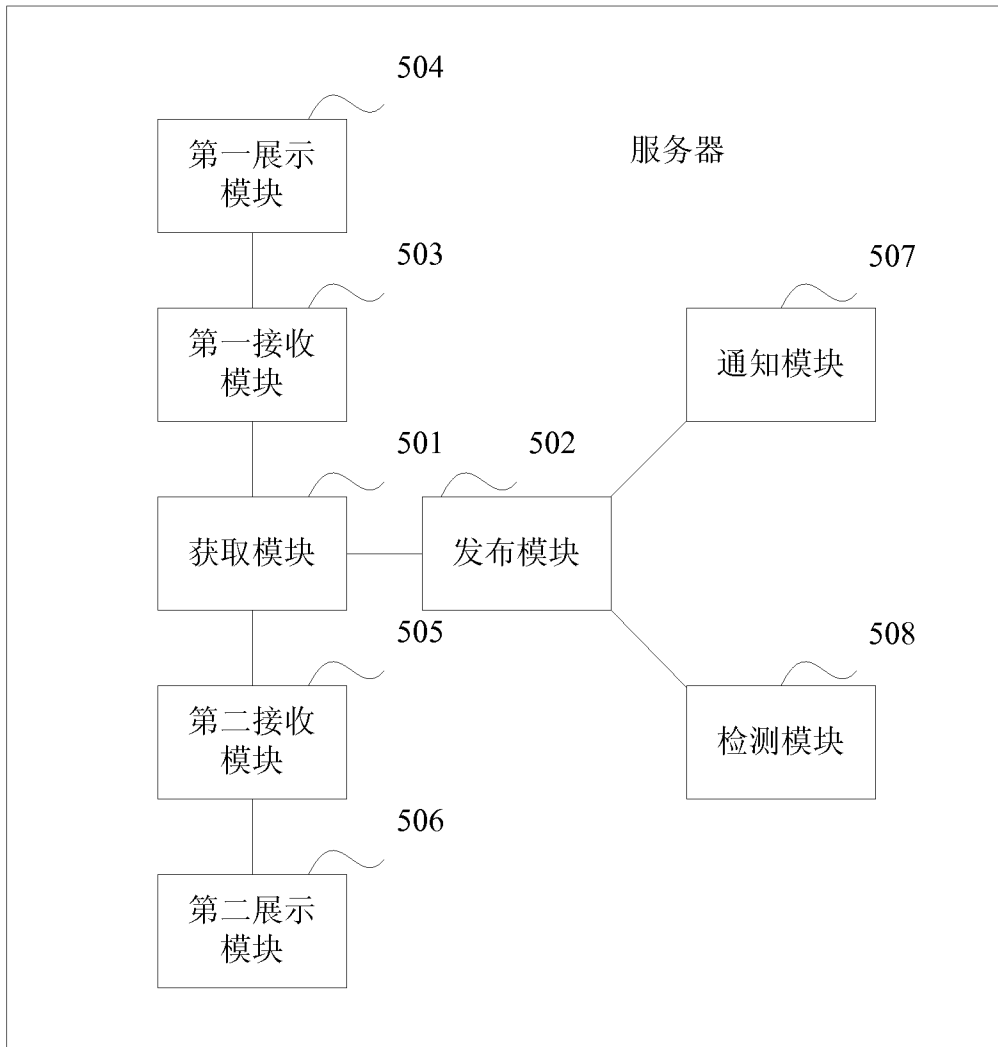 504
第一展示
模块
服务器
503
507
第一接收
模块
通知模块
501
502
获取模块
发布模块
505
508
第二接收
模块
检测模块
506
第二展示
模块